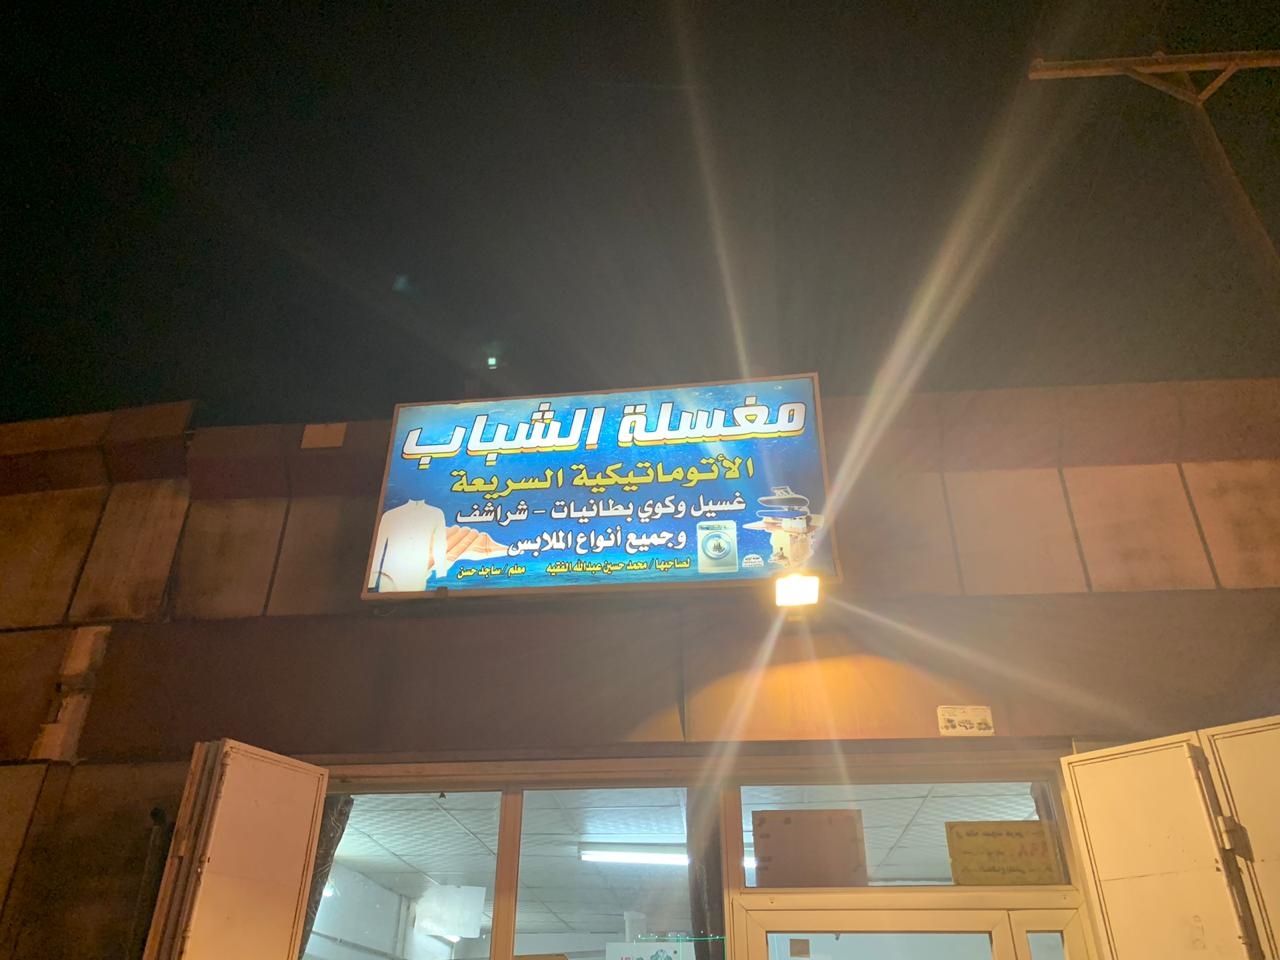 مغسلة الشباب
الأتوماتيكية السريعة
غسيل وكوي بطانيات - شراشف
وجميع أنواع الملابس
لصاحبها/ محمد حسين عبدالله الفقيه معلم/ ساجد حسن